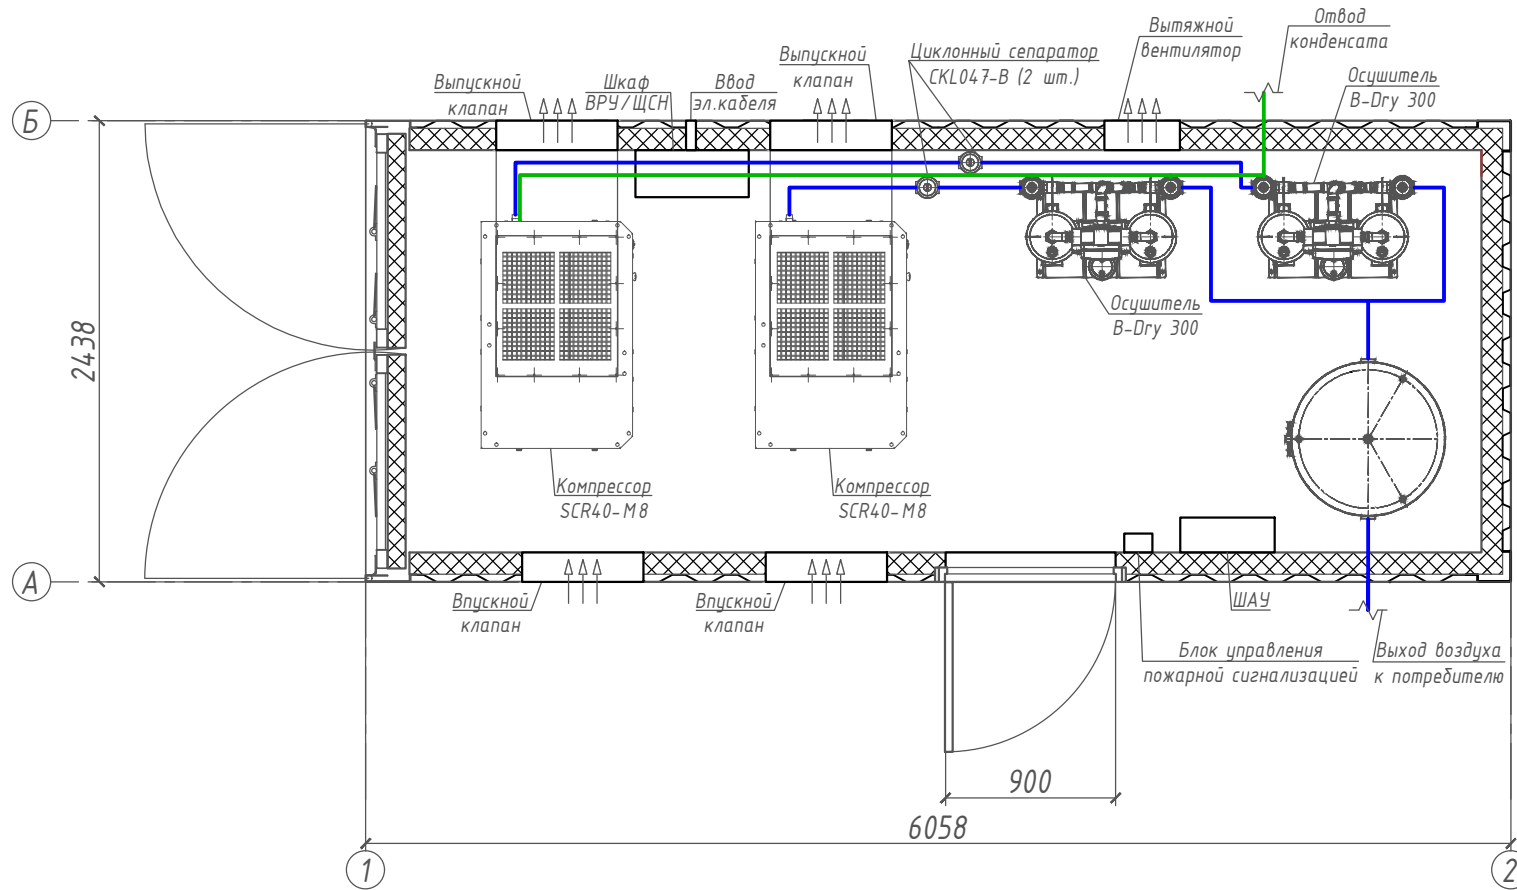 Отвод
конденсата
Вытяжной
вентилятор
Циклонный сепаратор
CKL047-B (2 шт.)
Выпускной
клапан
Осушитель
B-Dry 300
Выпускной
клапан
Шкаф
ВРУ/ЩСН
Ввод
эл.кабеля
Б
2438
Осушитель
B-Dry 300
Компрессор
SCR40-M8
Компрессор
SCR40-M8
А
Впускной
клапан
Впускной
клапан
ШАУ
Блок управления
пожарной сигнализацией
Выход воздуха
к потребителю
900
6058
1
2